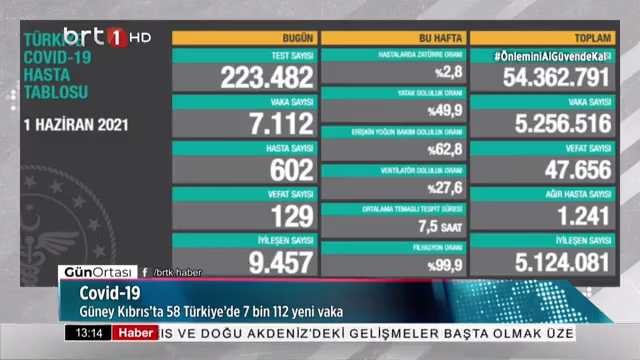 brt 1 HD
TÜRKİYE
COVID-19
HASTA
TABLOSU
1 HAZİRAN 2021
BUGÜN
TEST SAYISI
223.482
VAKA SAYISI
7.112
HASTA SAYISI
602
VEFAT SAYISI
129
İYİLEŞEN SAYISI
9.457
BU HAFTA
HASTALARDA ZATÜRRE ORANI
%2,8
YATAK DOLULUK ORANI
%49,9
ERİŞKİN YOĞUN BAKIM DOLULUK ORANI
%62,8
VENTİLATÖR DOLULUK ORANI
%27,6
ORTALAMA TEMASLI TESPİT SÜRESİ
7,5 SAAT
FİLYASYON ORANI
%99,9
TOPLAM
#ÖnleminiAlGüvendeKal
54.362.791
VAKA SAYISI
5.256.516
VEFAT SAYISI
47.656
AĞIR HASTA SAYISI
1.241
İYİLEŞEN SAYISI
5.124.081
GünOrtası f /brtk.haber
Covid-19
Güney Kıbrıs'ta 58 Türkiye'de 7 bin 112 yeni vaka
13:14 Haber IS VE DOĞU AKDENİZ'DEKİ GELİŞMELER BAŞTA OLMAK ÜZE